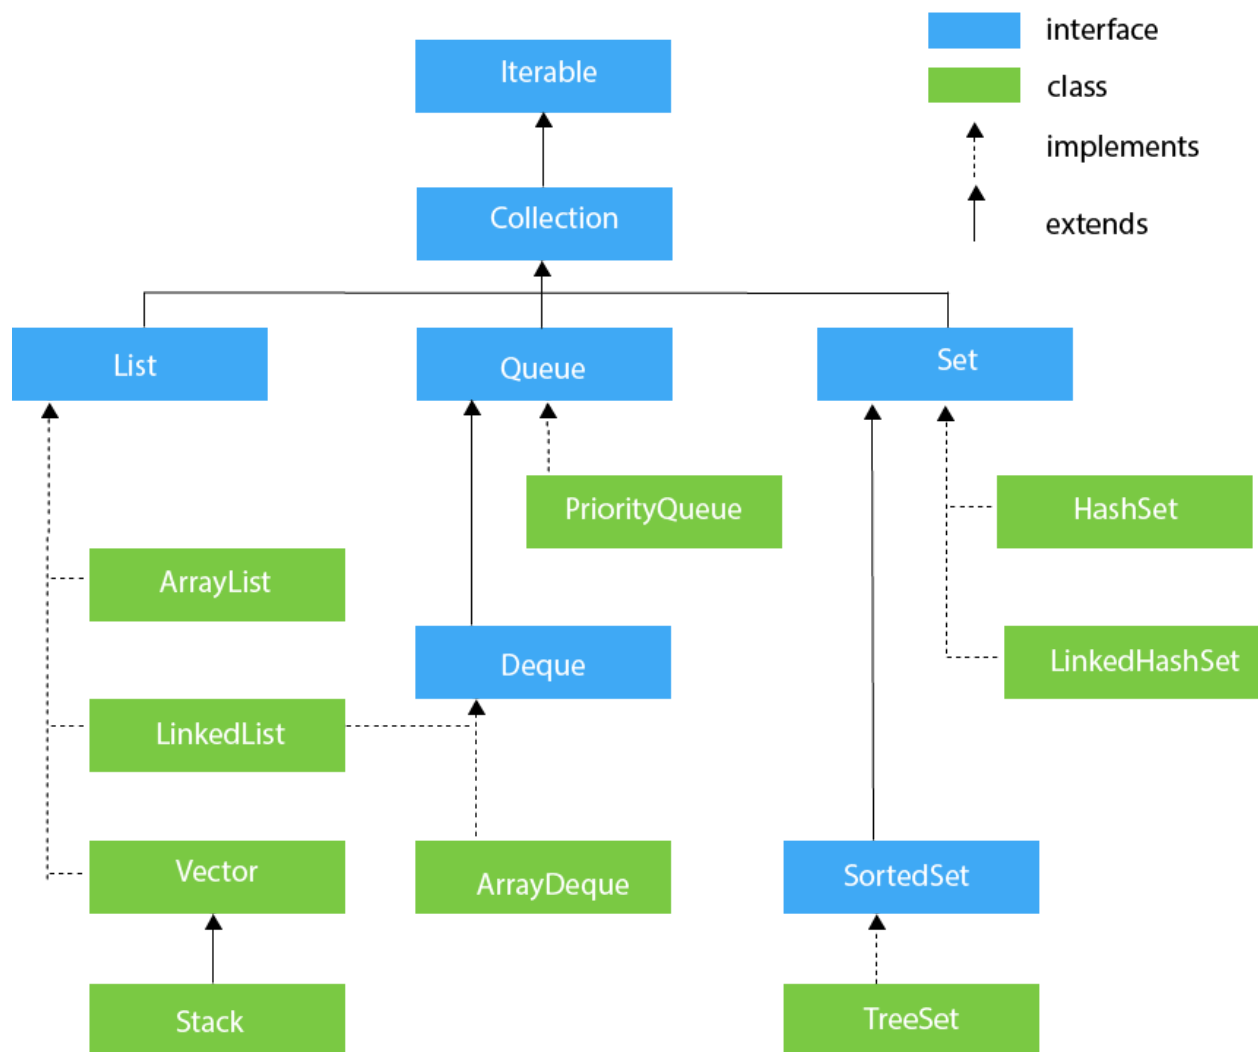 interface
Iterable
class
implements
Collection
extends
List
Queue
Set
PriorityQueue
HashSet
ArrayList
Deque
LinkedHashSet
LinkedList
Vector
ArrayDeque
SortedSet
Stack
TreeSet